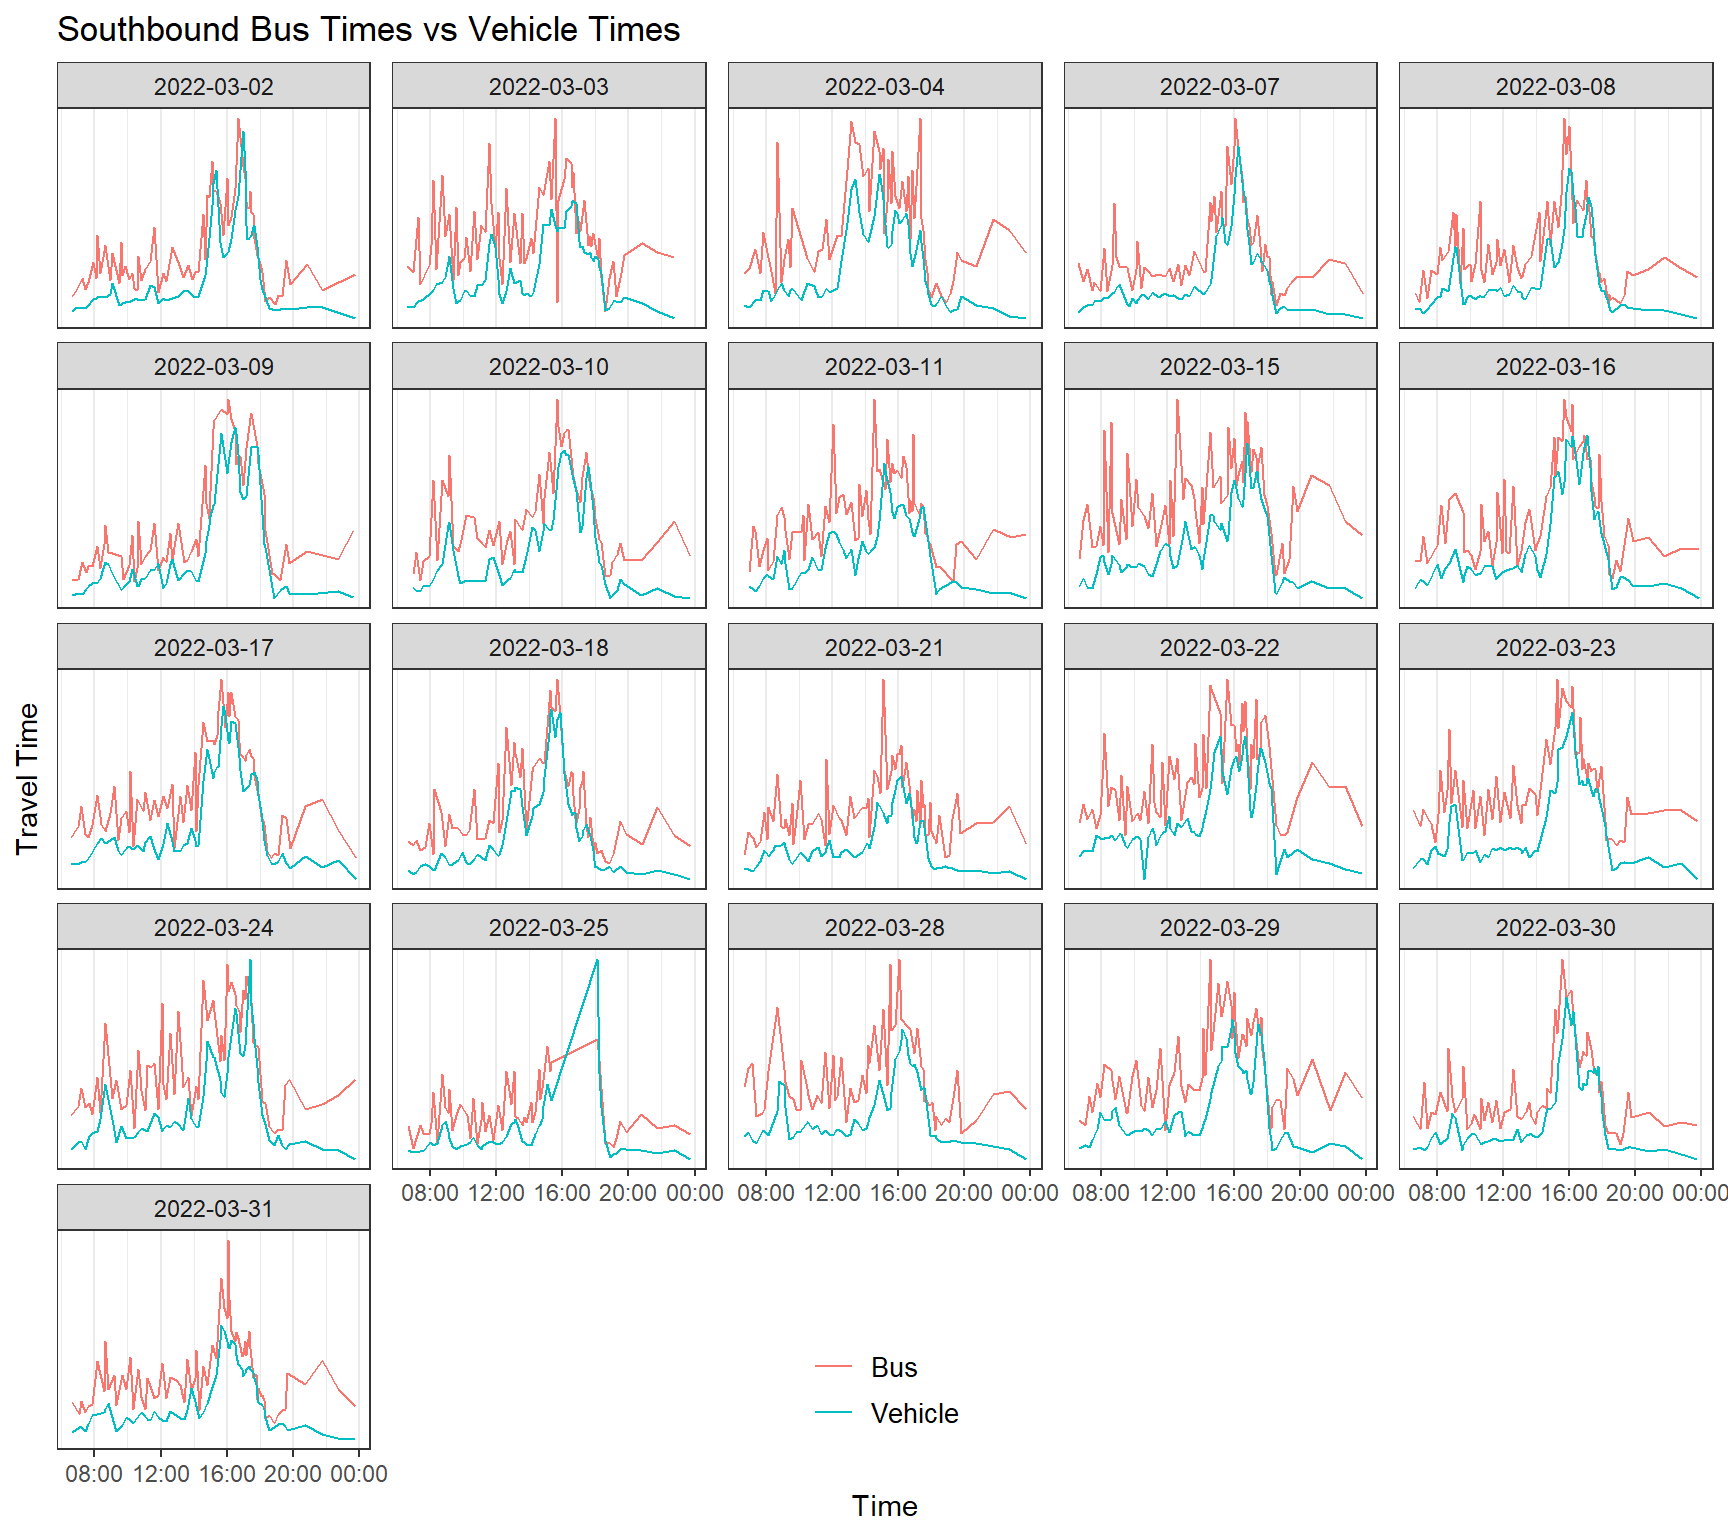 Southbound Bus Times vs Vehicle Times
2022-03-02 2022-03-03 2022-03-04 2022-03-07 2022-03-08
2022-03-09 2022-03-10 2022-03-11 2022-03-15 2022-03-16
2022-03-17 2022-03-18 2022-03-21 2022-03-22 2022-03-23
Travel Time
2022-03-24 2022-03-25 2022-03-28 2022-03-29 2022-03-30
08:00 12:00 16:00 20:00 00:00 08:00 12:00 16:00 20:00 00:00 08:00 12:00 16:00 20:00 00:00 08:00 12:00 16:00 20:00 00:00
2022-03-31
Bus
Vehicle
08:00 12:00 16:00 20:00 00:00
Time